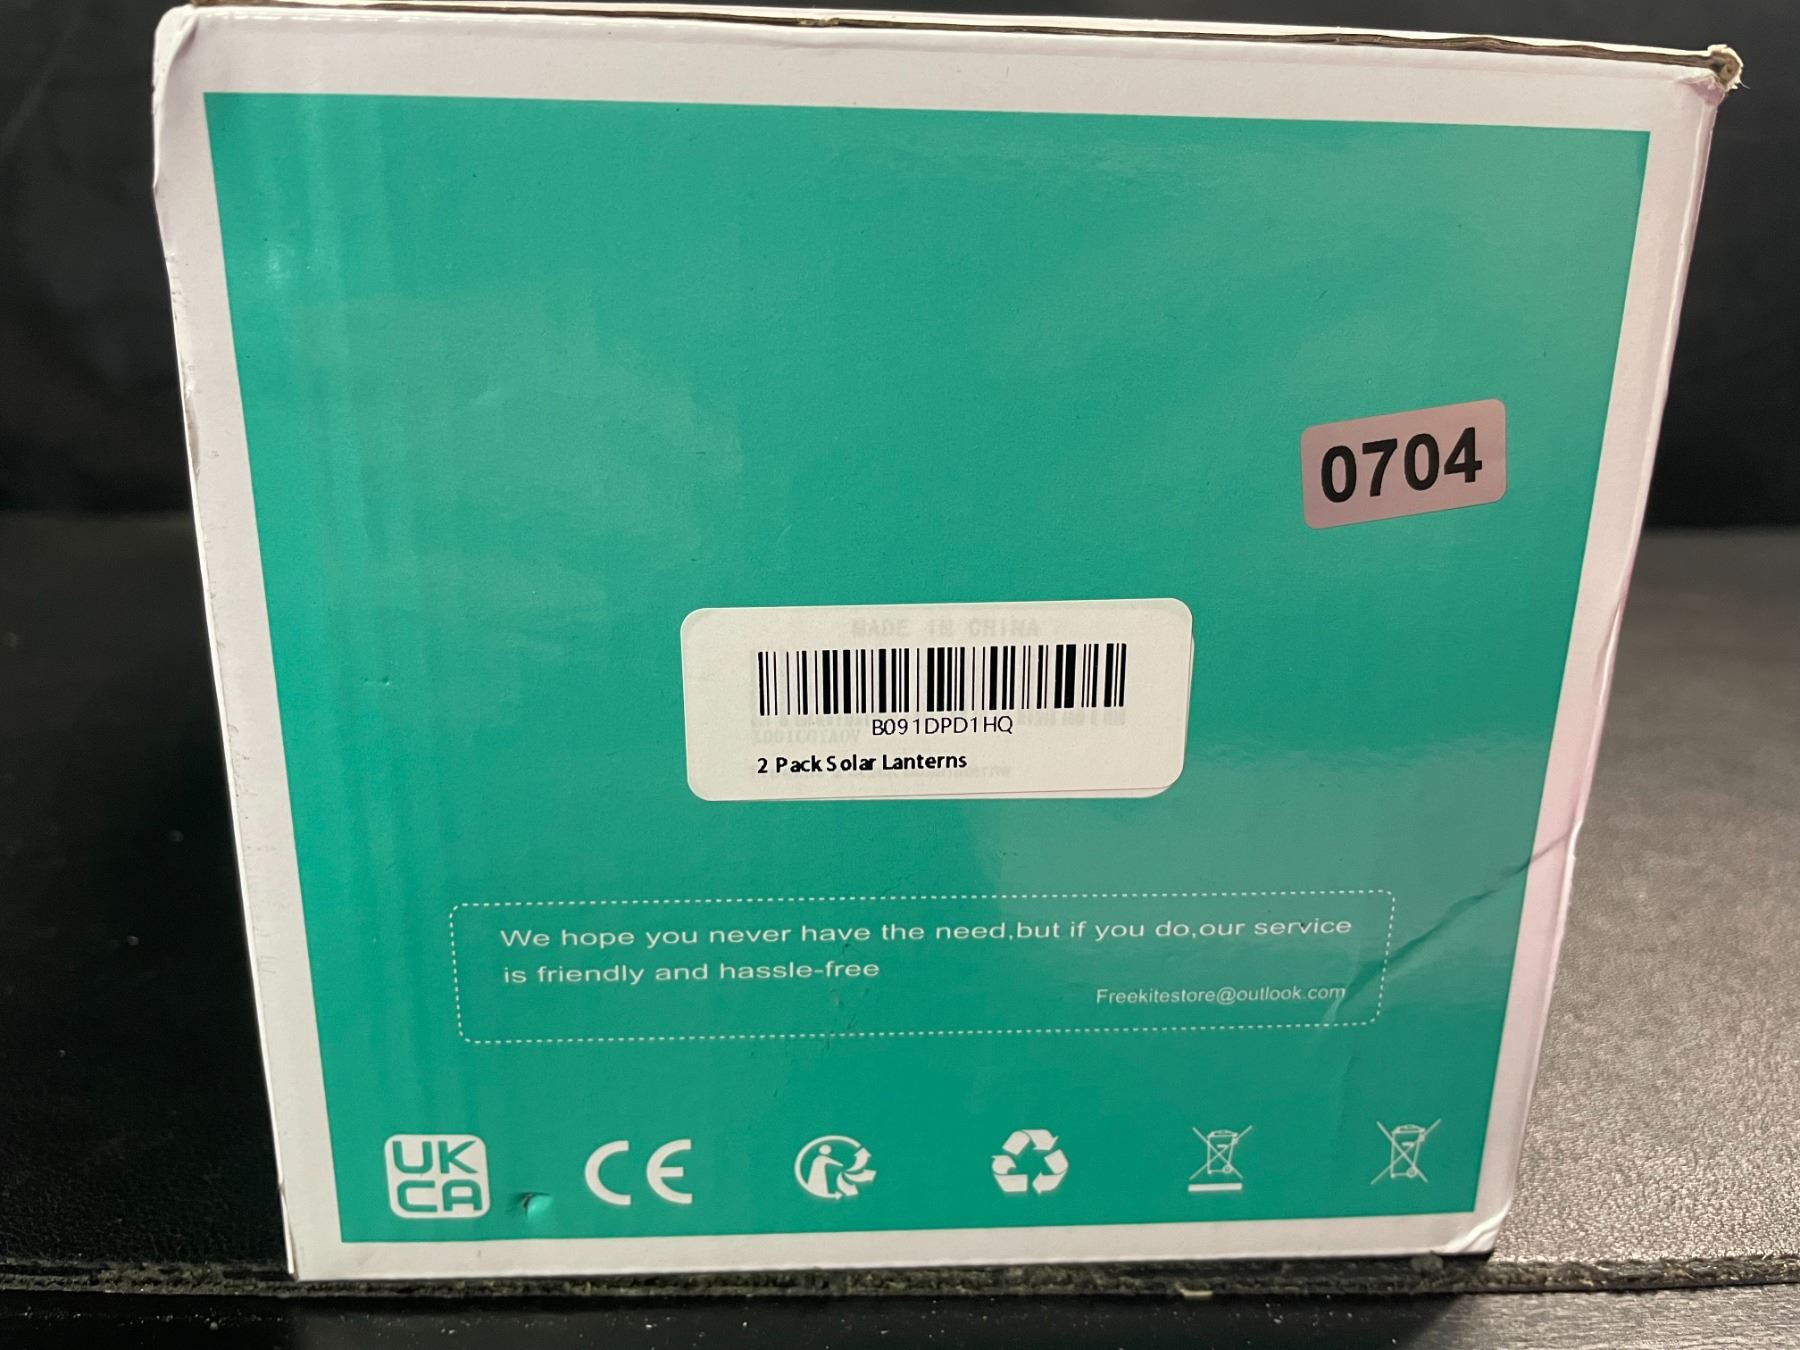 0704
MADE IN CHINA
B091DPD1HQ
2 Pack Solar Lanterns
We hope you never have the need,but if you do,our service
is friendly and hassle-free
Freekitestore@outlook.com
UK
CA
CE